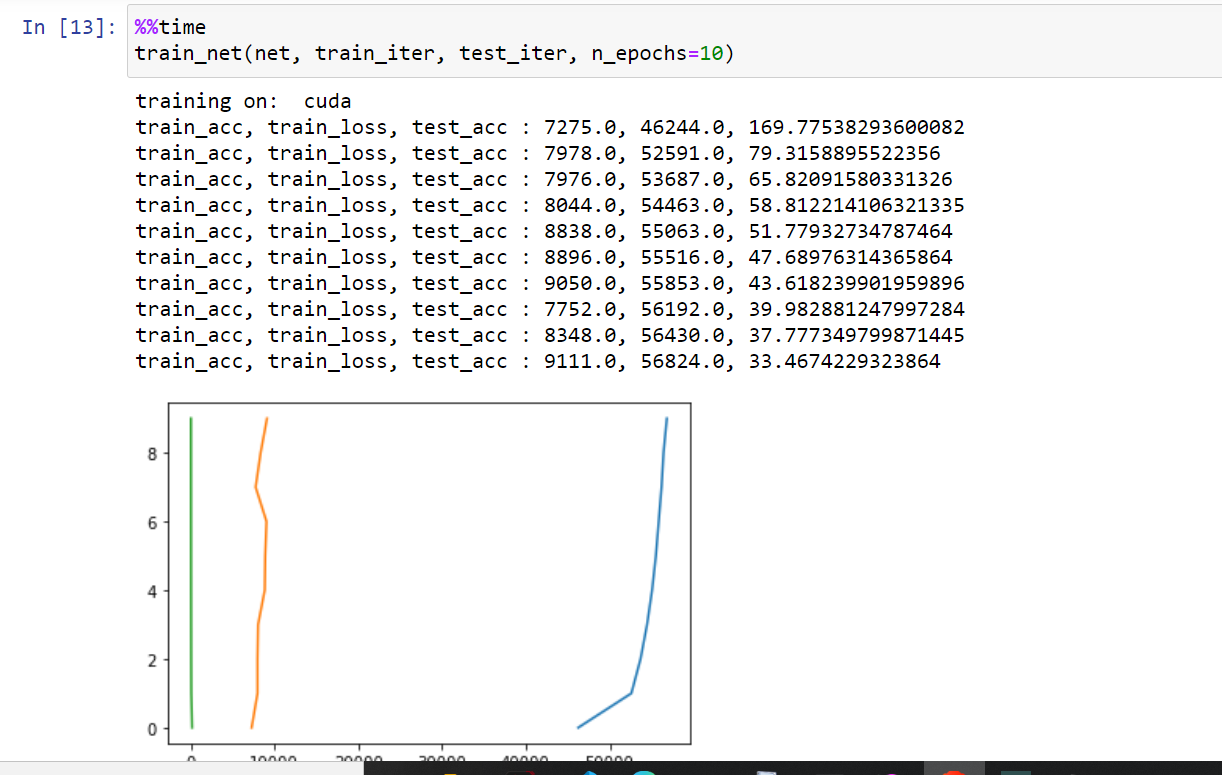 In [13]: %%time
train_net(net, train_iter, test_iter, n_epochs=10)
training on:  cuda
train_acc, train_loss, test_acc : 7275.0, 46244.0, 169.77538293600082
train_acc, train_loss, test_acc : 7978.0, 52591.0, 79.3158895522356
train_acc, train_loss, test_acc : 7976.0, 53687.0, 65.82091580331326
train_acc, train_loss, test_acc : 8044.0, 54463.0, 58.812214106321335
train_acc, train_loss, test_acc : 8838.0, 55063.0, 51.77932734787464
train_acc, train_loss, test_acc : 8896.0, 55516.0, 47.68976314365864
train_acc, train_loss, test_acc : 9050.0, 55853.0, 43.618239901959896
train_acc, train_loss, test_acc : 7752.0, 56192.0, 39.982881247997284
train_acc, train_loss, test_acc : 8348.0, 56430.0, 37.777349799871445
train_acc, train_loss, test_acc : 9111.0, 56824.0, 33.4674229323864
8
6
4
2
0
0 10000 20000 30000 40000 50000